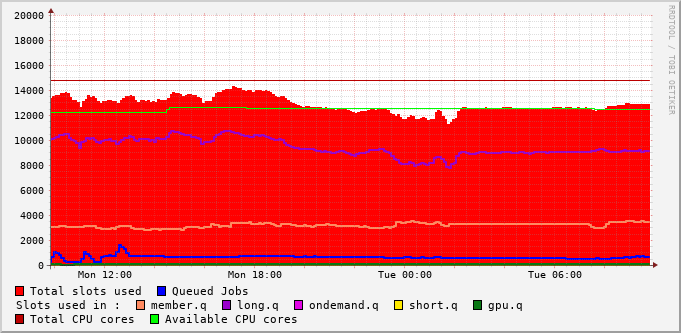 20000
18000
16000
14000
12000
10000
8000
6000
4000
2000
0
Mon 12:00 Mon 18:00 Tue 00:00 Tue 06:00
Total slots used Queued Jobs
Slots used in : member.q long.q ondemand.q short.q gpu.q
Total CPU cores Available CPU cores
RRDTOOL / TOBI OETIKER